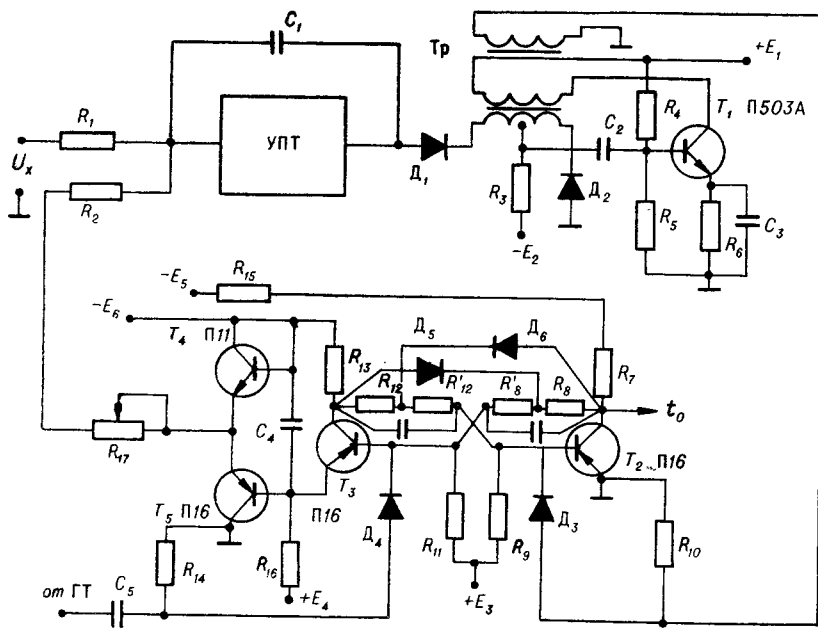 C₁
Тр
+E₁
R₁
R₄
T₁ П503А
Uₓ
УПТ
C₂
Д₁
R₃
Д₂
R₂
R₅
R₆
C₃
−E₂
−E₅
R₁₅
−E₆
T₄ П11
Д₅
Д₆
R₁₃
R₁₂
R'₁₂
R'₈
R₈
R₇
t₀
C₄
R₁₇
T₃
T₂ П16
T₅ П16
П16
Д₄
Д₃
R₁₁
R₉
R₁₀
R₁₄
R₁₆
от ГТ
C₅
+E₄
+E₃